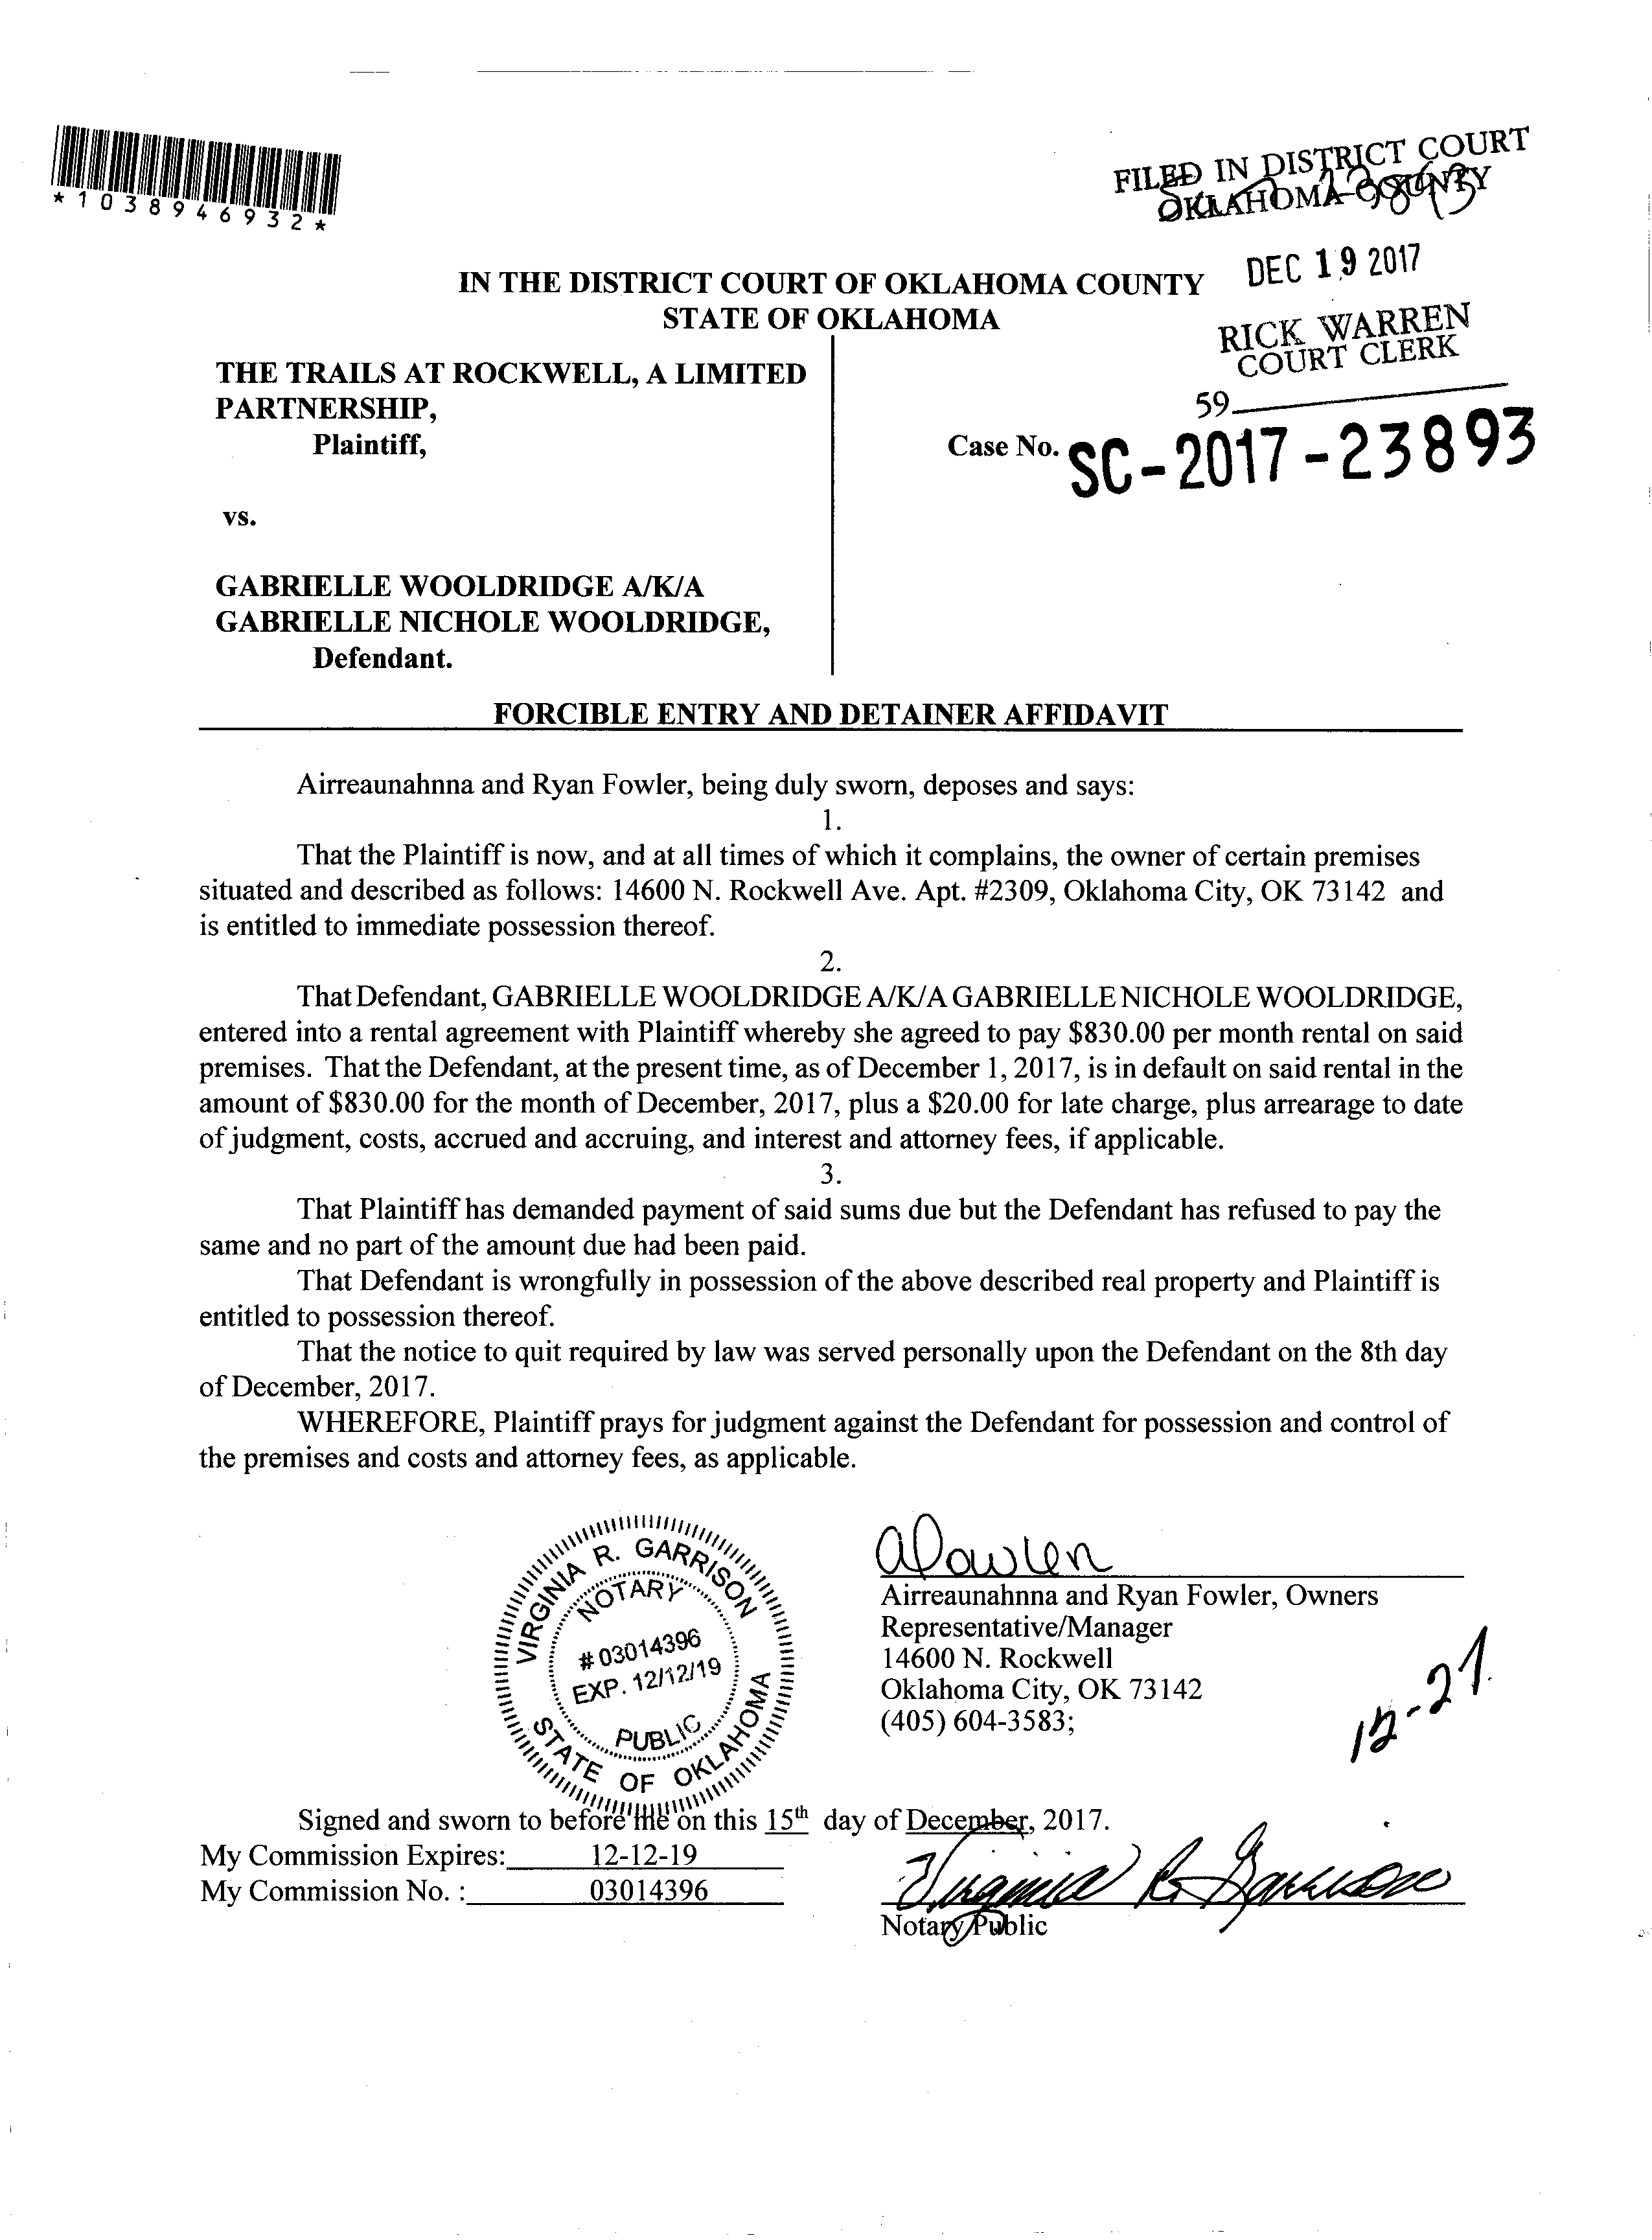 *1038946932*
FILED IN DISTRICT COURT
OKLAHOMA COUNTY
DEC 19 2017
RICK WARREN
COURT CLERK
59
IN THE DISTRICT COURT OF OKLAHOMA COUNTY
STATE OF OKLAHOMA
THE TRAILS AT ROCKWELL, A LIMITED
PARTNERSHIP,
Plaintiff,
Case No. SC-2017-23893
vs.
GABRIELLE WOOLDRIDGE A/K/A
GABRIELLE NICHOLE WOOLDRIDGE,
Defendant.
FORCIBLE ENTRY AND DETAINER AFFIDAVIT
Airreaunahnna and Ryan Fowler, being duly sworn, deposes and says:
1.
That the Plaintiff is now, and at all times of which it complains, the owner of certain premises
situated and described as follows: 14600 N. Rockwell Ave. Apt. #2309, Oklahoma City, OK 73142 and
is entitled to immediate possession thereof.
2.
That Defendant, GABRIELLE WOOLDRIDGE A/K/A GABRIELLE NICHOLE WOOLDRIDGE,
entered into a rental agreement with Plaintiff whereby she agreed to pay $830.00 per month rental on said
premises. That the Defendant, at the present time, as of December 1, 2017, is in default on said rental in the
amount of $830.00 for the month of December, 2017, plus a $20.00 for late charge, plus arrearage to date
of judgment, costs, accrued and accruing, and interest and attorney fees, if applicable.
3.
That Plaintiff has demanded payment of said sums due but the Defendant has refused to pay the
same and no part of the amount due had been paid.
That Defendant is wrongfully in possession of the above described real property and Plaintiff is
entitled to possession thereof.
That the notice to quit required by law was served personally upon the Defendant on the 8th day
of December, 2017.
WHEREFORE, Plaintiff prays for judgment against the Defendant for possession and control of
the premises and costs and attorney fees, as applicable.
VIRGINIA R. GARRISON
NOTARY
#03014396
EXP. 12/12/19
PUBLIC
STATE OF OKLAHOMA
Airreaunahnna and Ryan Fowler, Owners
Representative/Manager
14600 N. Rockwell
Oklahoma City, OK 73142
(405) 604-3583;
12-27
Signed and sworn to before me on this 15th day of December, 2017.
My Commission Expires: 12-12-19
My Commission No. : 03014396
Virginia R Garrison
Notary Public